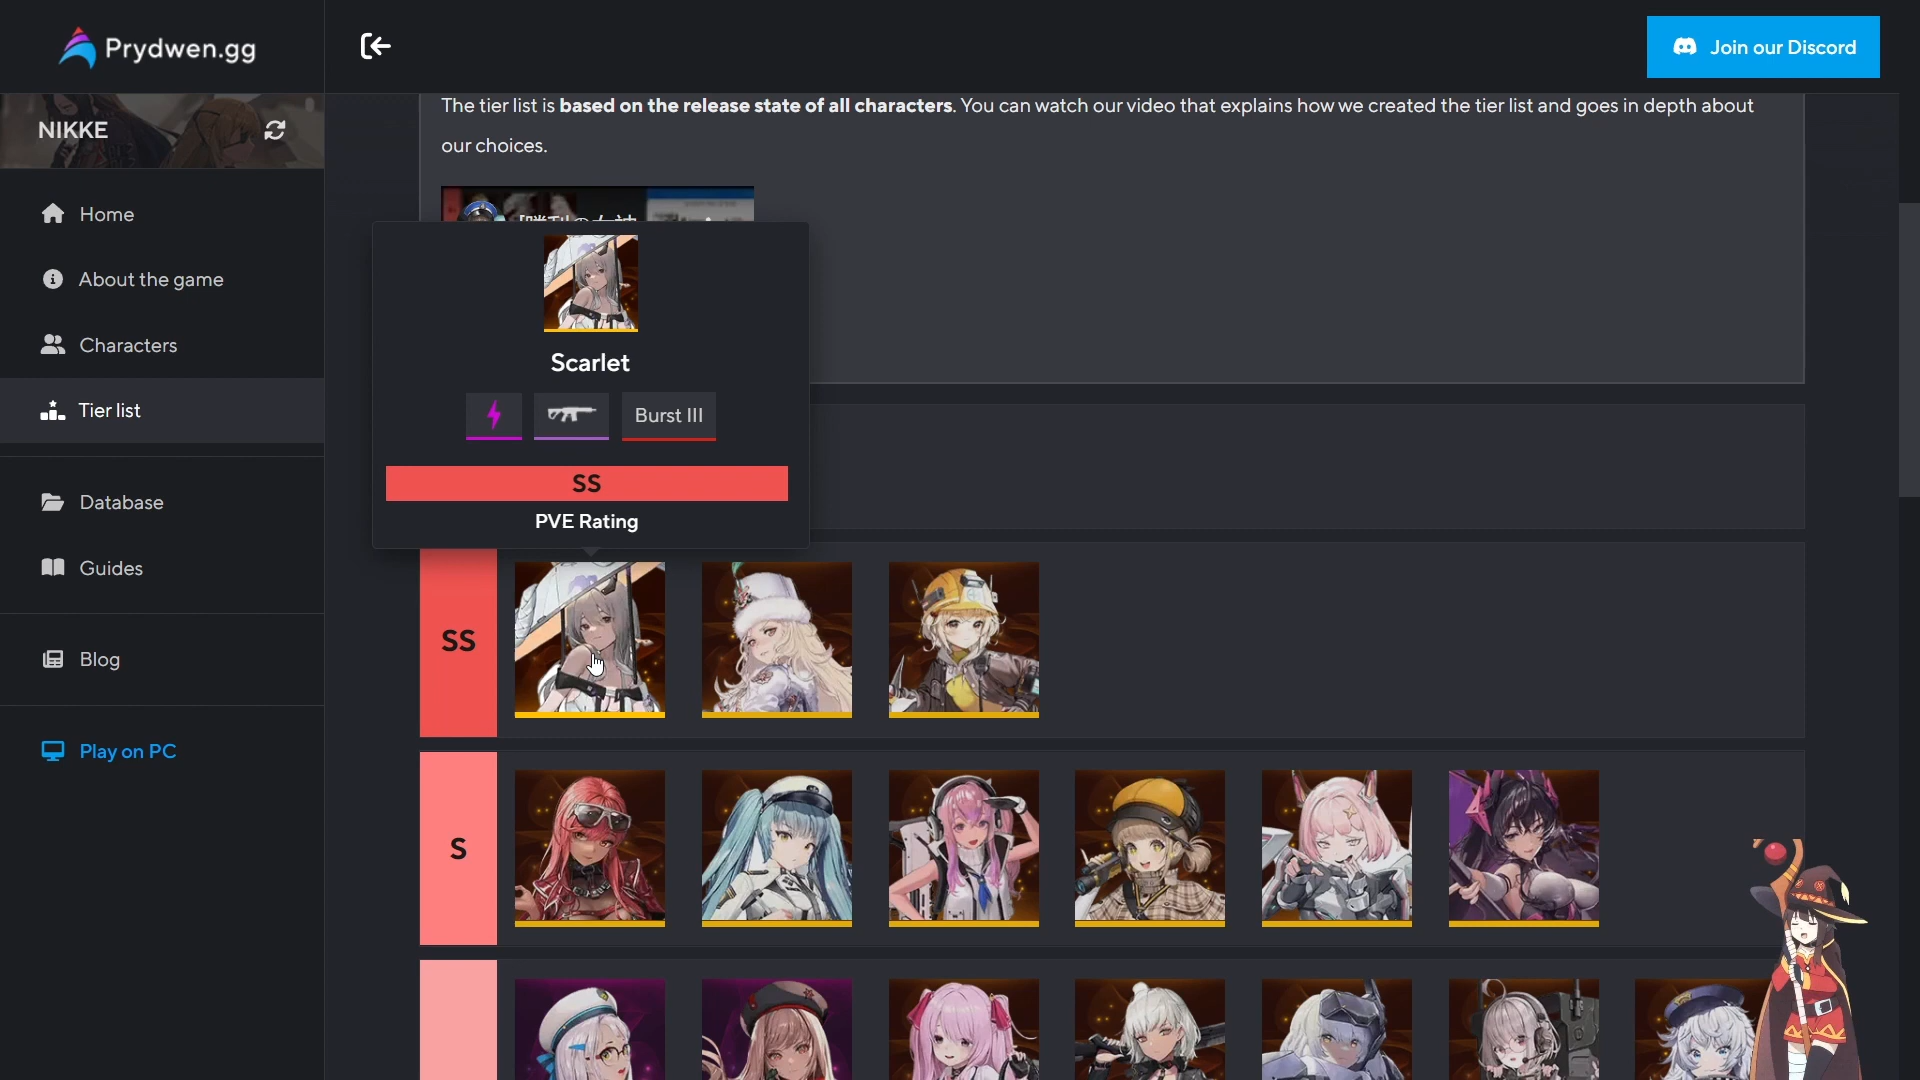 Prydwen.gg
Join our Discord
NIKKE
Home
About the game
Characters
Tier list
Database
Guides
Blog
Play on PC
The tier list is based on the release state of all characters. You can watch our video that explains how we created the tier list and goes in depth about
our choices.
Scarlet
Burst III
SS
PVE Rating
SS
S